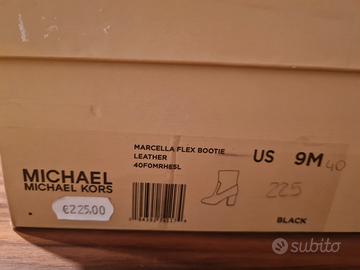 MARCELLA FLEX BOOTIE
LEATHER
40F0MRHE5L
US 9M 40
225
MICHAEL
MICHAEL KORS
€225.00
BLACK
subito